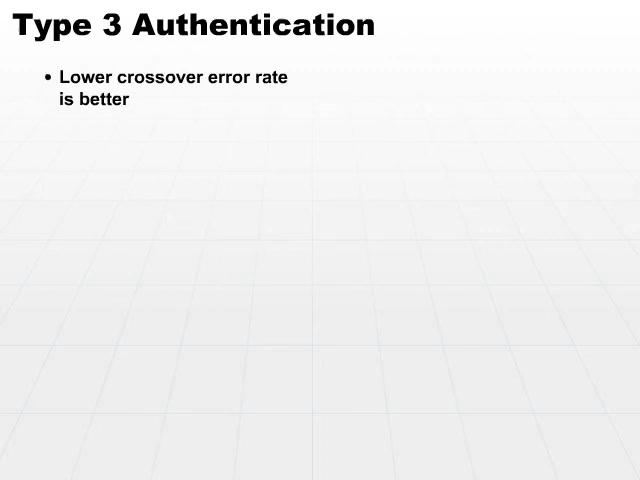 Type 3 Authentication
• Lower crossover error rate
is better